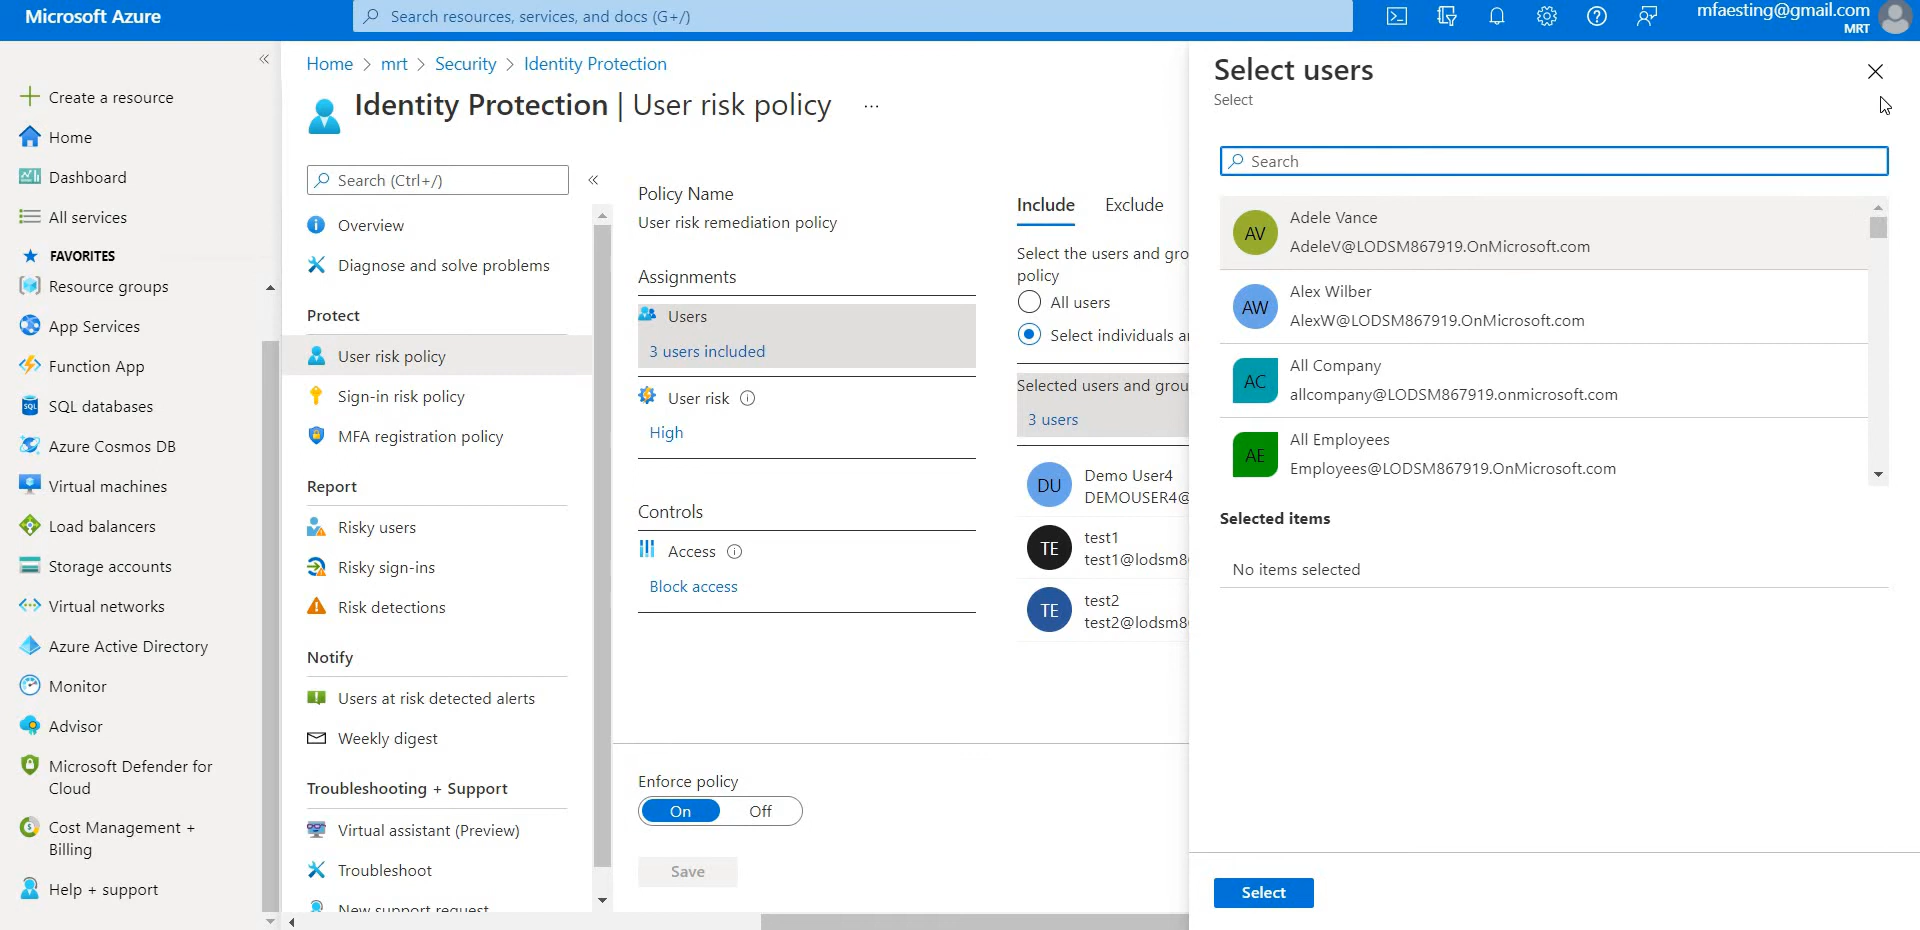 Microsoft Azure
Search resources, services, and docs (G+/)
mfaesting@gmail.com
MRT
Create a resource
Home
Dashboard
All services
FAVORITES
Resource groups
App Services
Function App
SQL databases
Azure Cosmos DB
Virtual machines
Load balancers
Storage accounts
Virtual networks
Azure Active Directory
Monitor
Advisor
Microsoft Defender for
Cloud
Cost Management +
Billing
Help + support
Home > mrt > Security > Identity Protection
Identity Protection | User risk policy ...
Search (Ctrl+/)
Overview
Diagnose and solve problems
Protect
User risk policy
Sign-in risk policy
MFA registration policy
Report
Risky users
Risky sign-ins
Risk detections
Notify
Users at risk detected alerts
Weekly digest
Troubleshooting + Support
Virtual assistant (Preview)
Troubleshoot
New support request
Policy Name
User risk remediation policy
Assignments
Users
3 users included
User risk
High
Controls
Access
Block access
Enforce policy
On Off
Save
Include Exclude
Select the users and gro
policy
All users
Select individuals a
Selected users and grou
3 users
DU
Demo User4
DEMOUSER4@
TE
test1
test1@lodsm8
TE
test2
test2@lodsm8
Select users
Select
Search
AV
Adele Vance
AdeleV@LODSM867919.OnMicrosoft.com
AW
Alex Wilber
AlexW@LODSM867919.OnMicrosoft.com
AC
All Company
allcompany@LODSM867919.onmicrosoft.com
AE
All Employees
Employees@LODSM867919.OnMicrosoft.com
Selected items
No items selected
Select